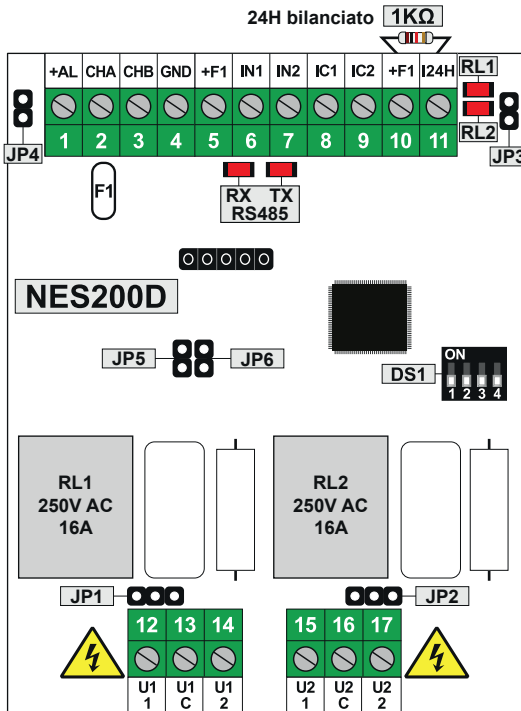 24H bilanciato 1KΩ
+AL CHA CHB GND +F1 IN1 IN2 IC1 IC2 +F1 I24H RL1
1 2 3 4 5 6 7 8 9 10 11 RL2
JP4 JP3
F1 RX TX
RS485
NES200D
JP5 JP6
ON
DS1
1 2 3 4
RL1 RL2
250V AC 250V AC
16A 16A
JP1 JP2
12 13 14 15 16 17
U1 U1 U1 U2 U2 U2
1 C 2 1 C 2